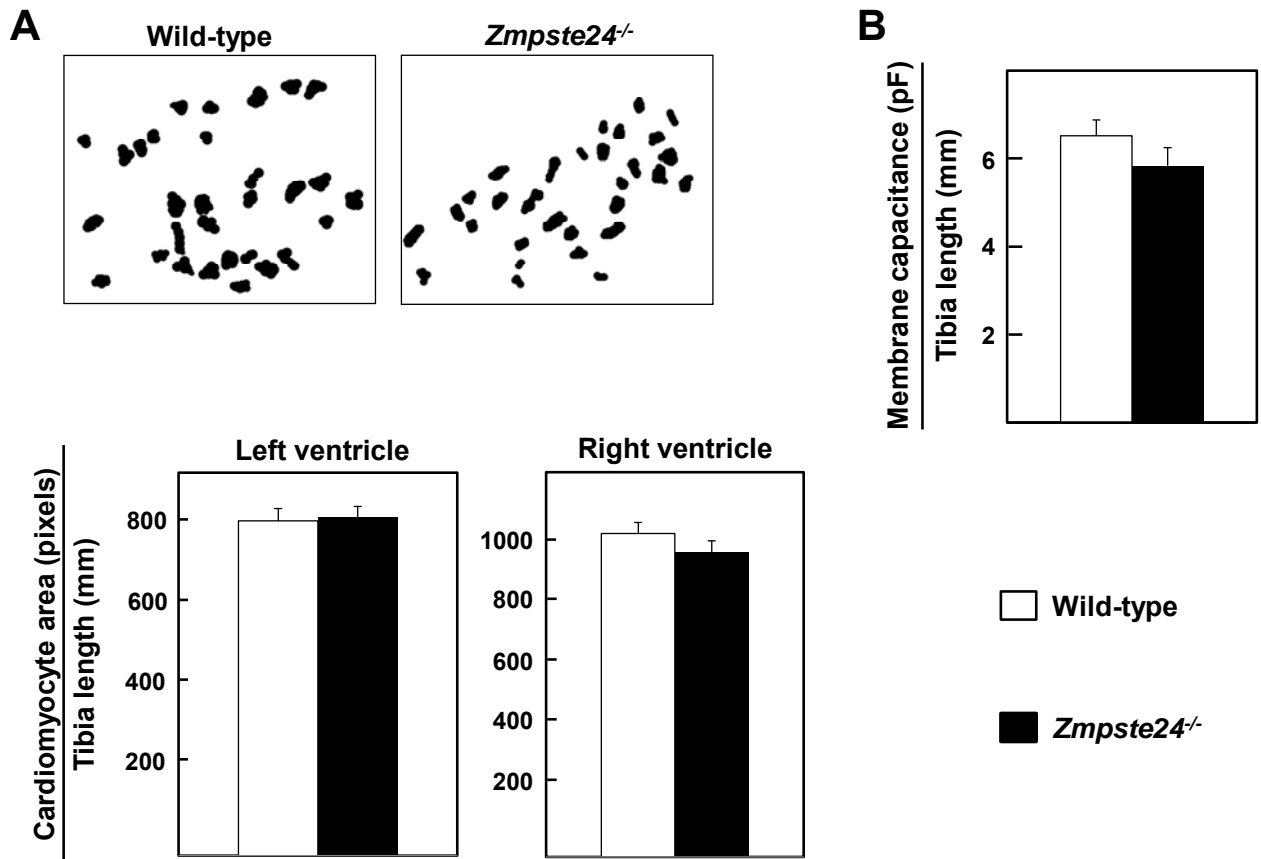 A
Wild-type
Zmpste24-/-
B
Membrane capacitance (pF)
Tibia length (mm)
6
4
2
Cardiomyocyte area (pixels)
Tibia length (mm)
Left ventricle
800
600
400
200
Right ventricle
1000
800
600
400
200
Wild-type
Zmpste24-/-